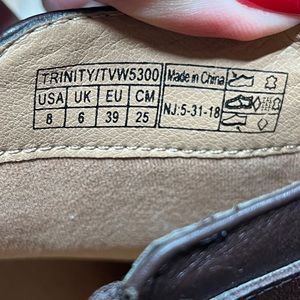 TRINITY/TVW5300
Made in China
USA UK EU CM
8 6 39 25
NJ:5-31-18